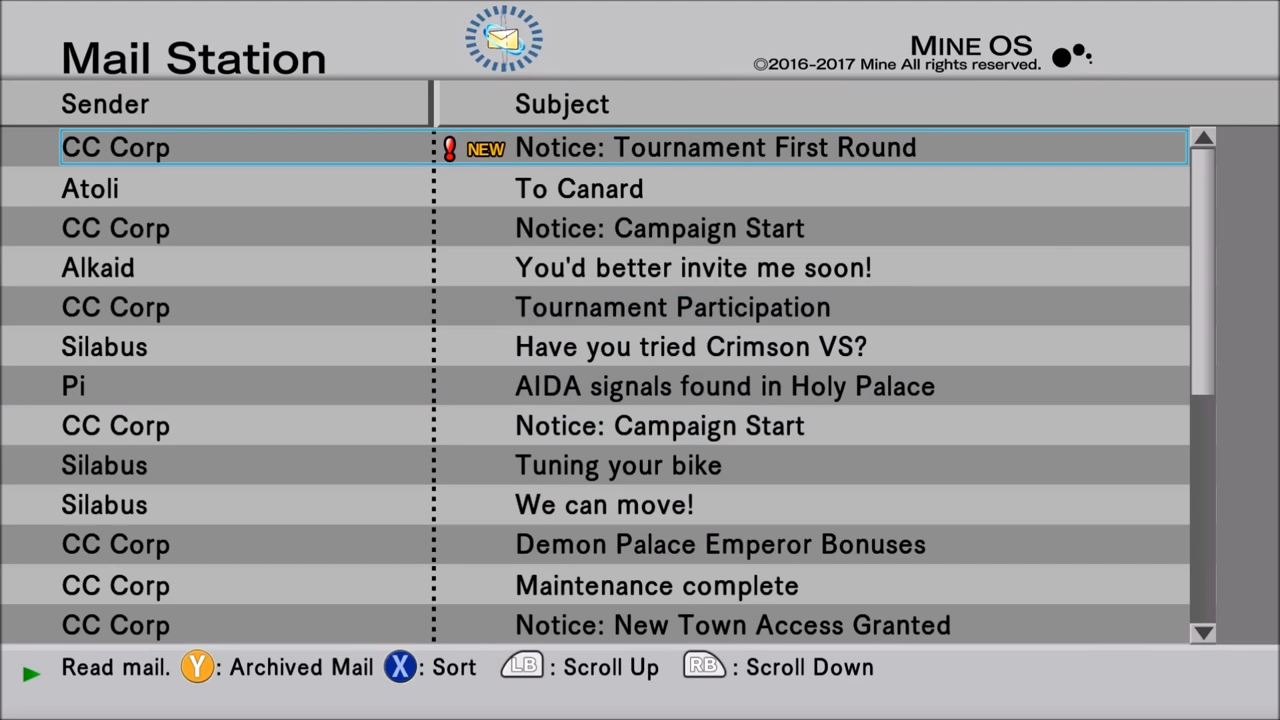 Mail Station
MINE OS
©2016-2017 Mine All rights reserved.
Sender Subject
CC Corp NEW Notice: Tournament First Round
Atoli To Canard
CC Corp Notice: Campaign Start
Alkaid You'd better invite me soon!
CC Corp Tournament Participation
Silabus Have you tried Crimson VS?
Pi AIDA signals found in Holy Palace
CC Corp Notice: Campaign Start
Silabus Tuning your bike
Silabus We can move!
CC Corp Demon Palace Emperor Bonuses
CC Corp Maintenance complete
CC Corp Notice: New Town Access Granted
Read mail. Y: Archived Mail X: Sort LB: Scroll Up RB: Scroll Down